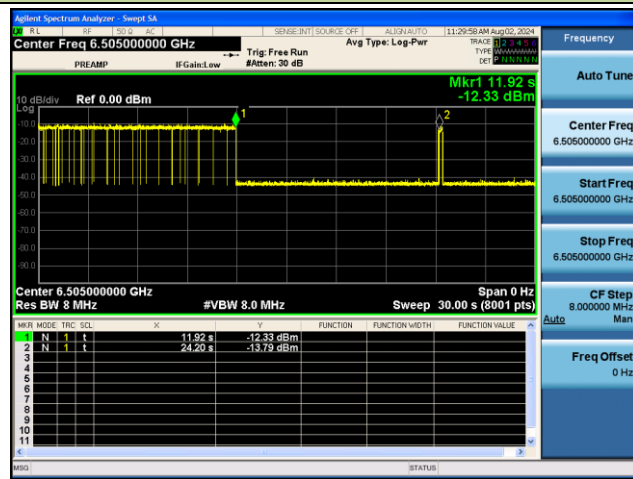 Agilent Spectrum Analyzer - Swept SA
RL RF 50 Ω AC SENSE:INT SOURCE OFF ALIGN AUTO 11:29:58 AM Aug 02, 2024
Center Freq 6.505000000 GHz
Avg Type: Log-Pwr
TRACE 1 2 3 4 5 6
TYPE
DET P N N N N N
PREAMP IFGain:Low
Trig: Free Run
#Atten: 30 dB
Mkr1 11.92 s
-12.33 dBm
10 dB/div Ref 0.00 dBm
Log
-10.0
-20.0
-30.0
-40.0
-50.0
-60.0
-70.0
-80.0
-90.0
1
2
Center 6.505000000 GHz Span 0 Hz
Res BW 8 MHz #VBW 8.0 MHz Sweep 30.00 s (8001 pts)
MKR MODE TRC SCL X Y FUNCTION FUNCTION WIDTH FUNCTION VALUE
1 N 1 t 11.92 s -12.33 dBm
2 N 1 t 24.20 s -13.79 dBm
3
4
5
6
7
8
9
10
11
MSG STATUS
Frequency
Auto Tune
Center Freq
6.505000000 GHz
Start Freq
6.505000000 GHz
Stop Freq
6.505000000 GHz
CF Step
8.000000 MHz
Auto Man
Freq Offset
0 Hz